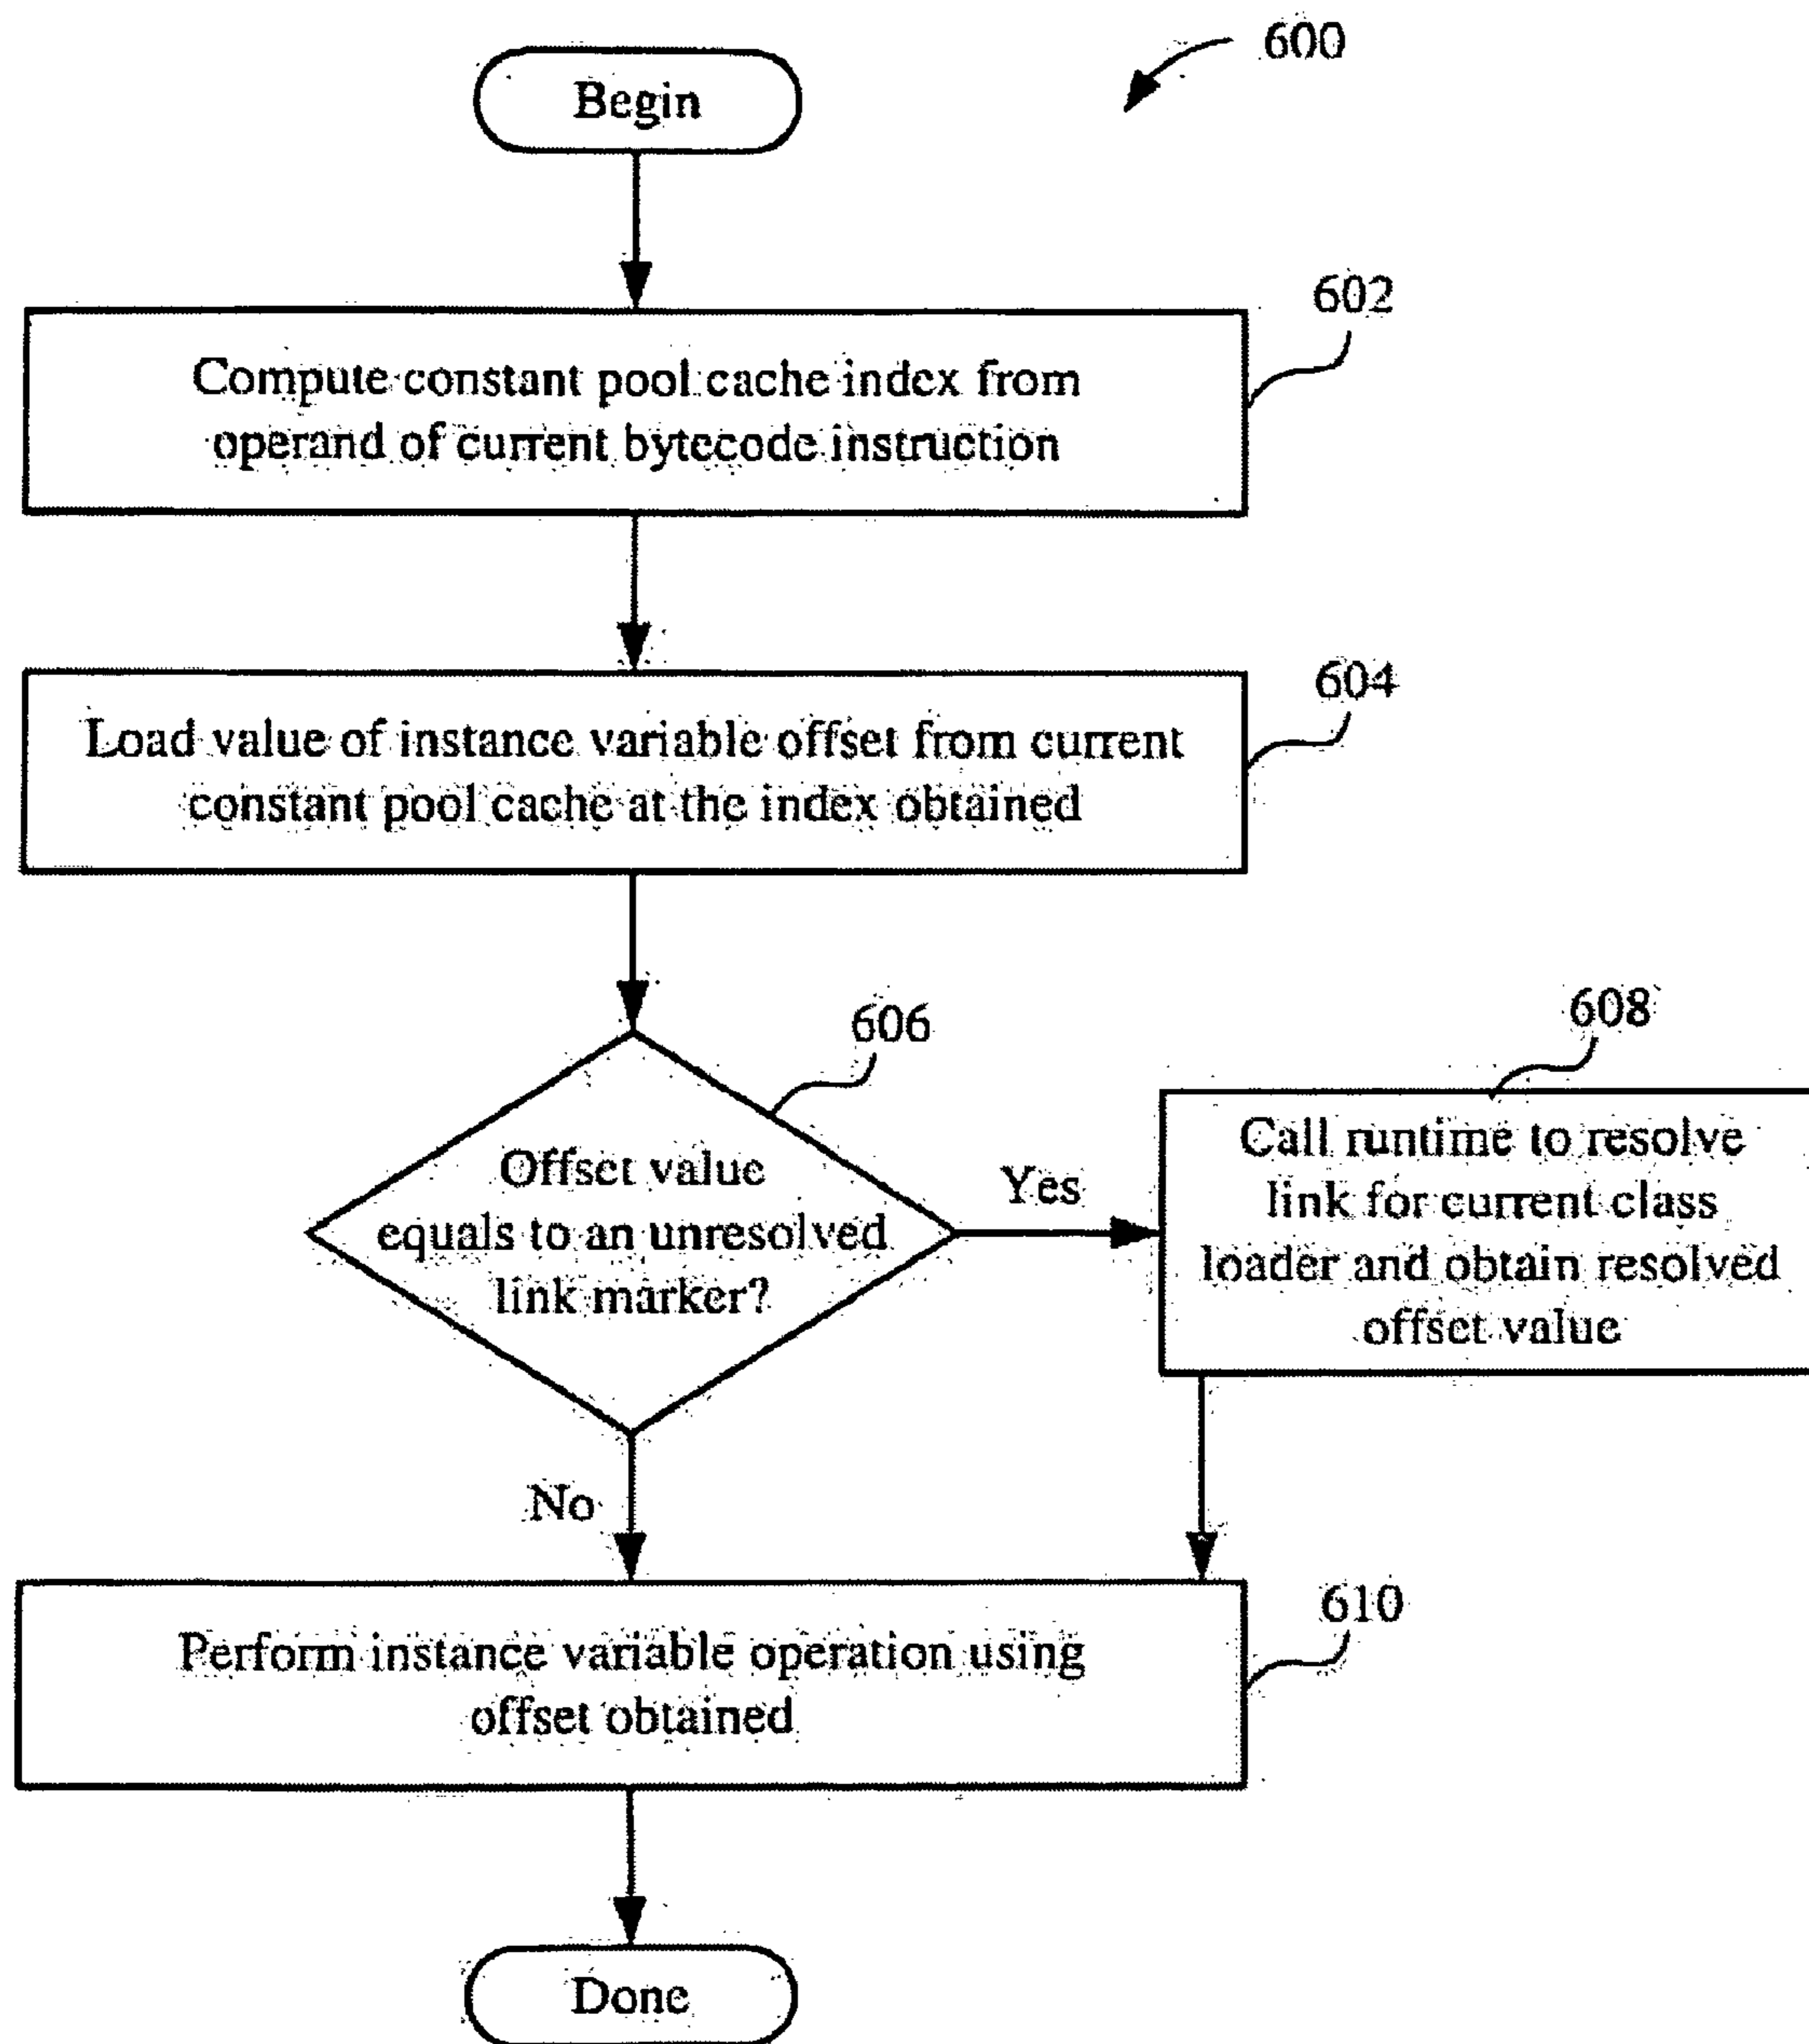 600
Begin
602
Compute constant pool cache index from
operand of current bytecode instruction
604
Load value of instance variable offset from current
constant pool cache at the index obtained
606
Offset value
equals to an unresolved
link marker?
Yes
608
Call runtime to resolve
link for current class
loader and obtain resolved
offset value
No
610
Perform instance variable operation using
offset obtained
Done